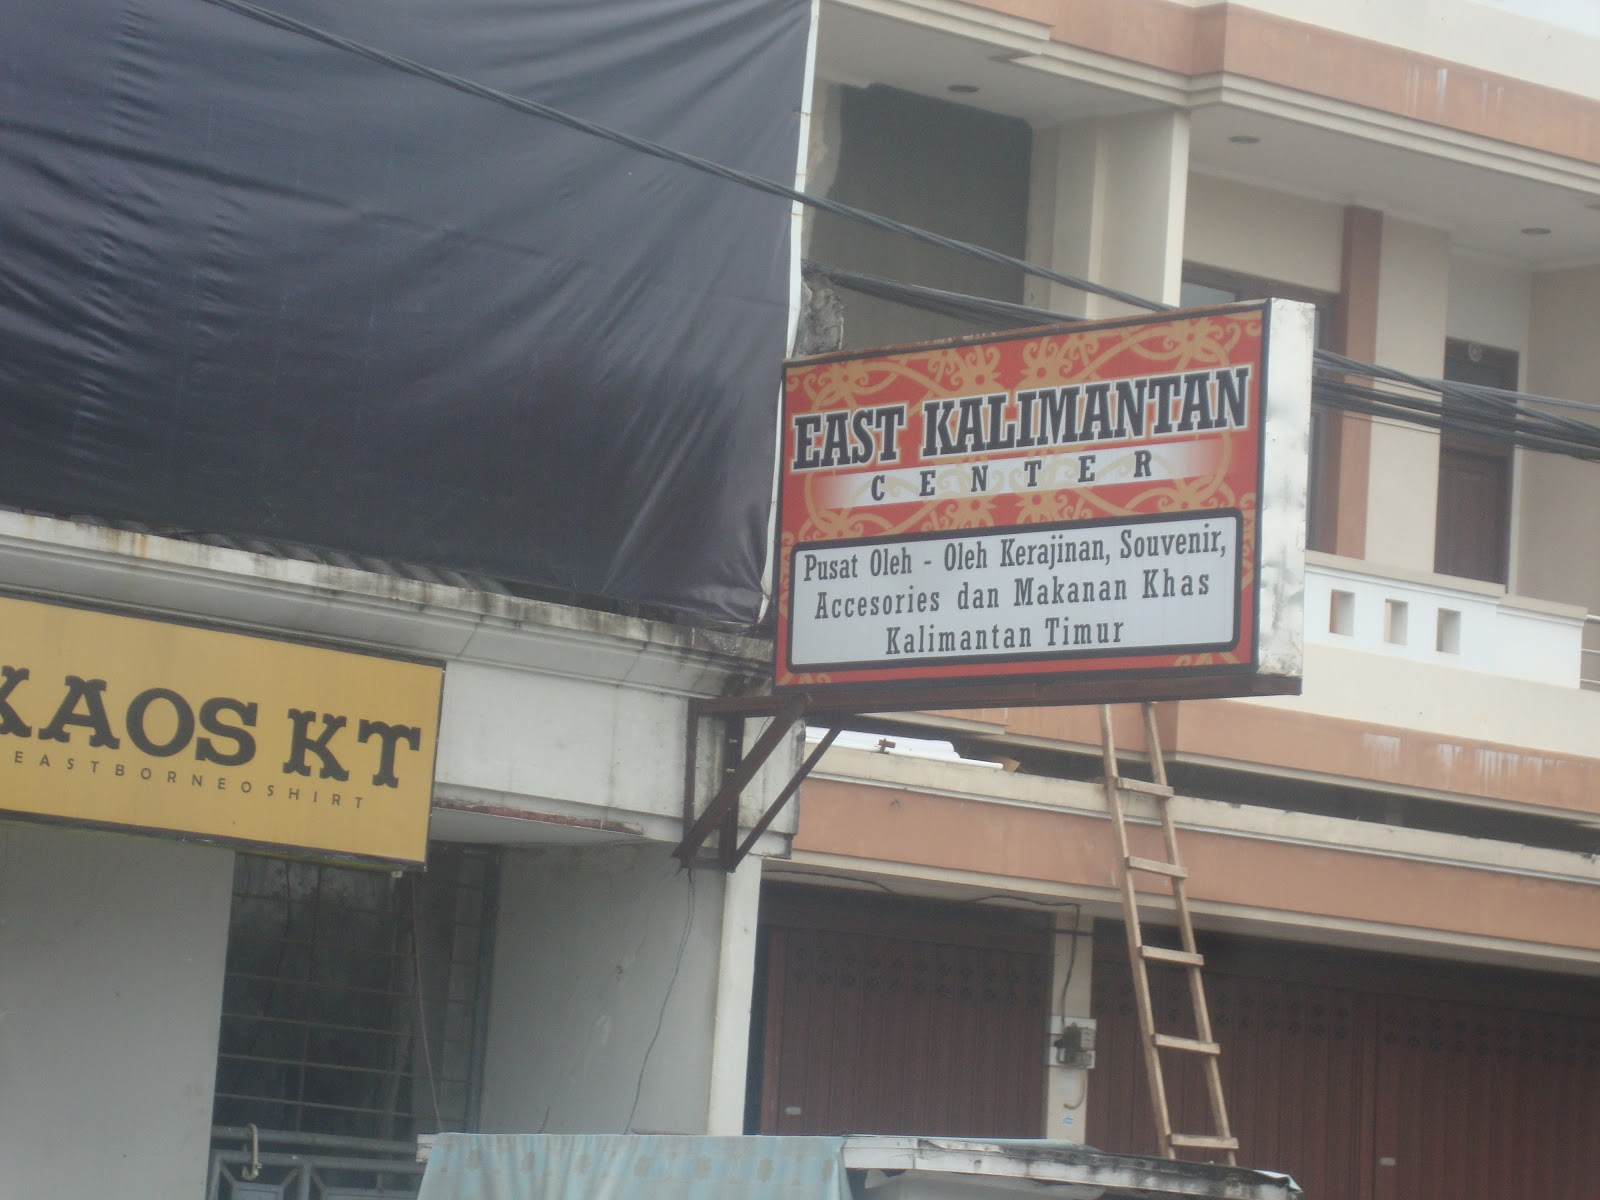 EAST KALIMANTAN
CENTER
Pusat Oleh - Oleh Kerajinan, Souvenir,
Accesories dan Makanan Khas
Kalimantan Timur
KAOS KT
EASTBORNEOSHIRT